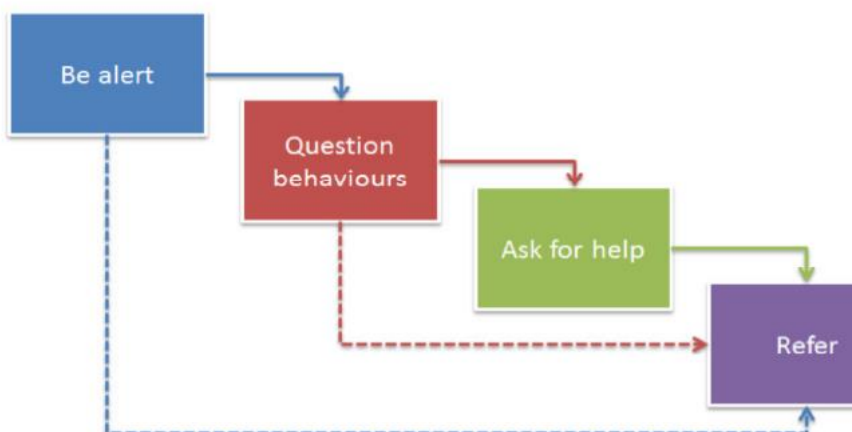 Be alert
Question
behaviours
Ask for help
Refer